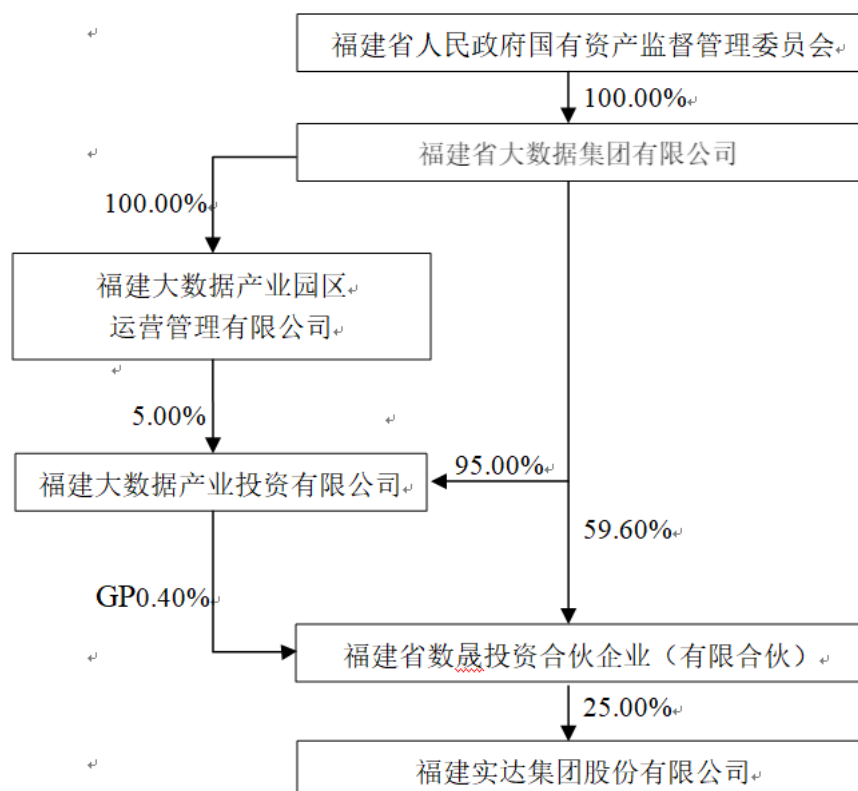 福建省人民政府国有资产监督管理委员会
100.00%
福建省大数据集团有限公司
100.00%
福建大数据产业园区
运营管理有限公司
5.00%
福建大数据产业投资有限公司
95.00%
59.60%
GP0.40%
福建省数晟投资合伙企业（有限合伙）
25.00%
福建实达集团股份有限公司